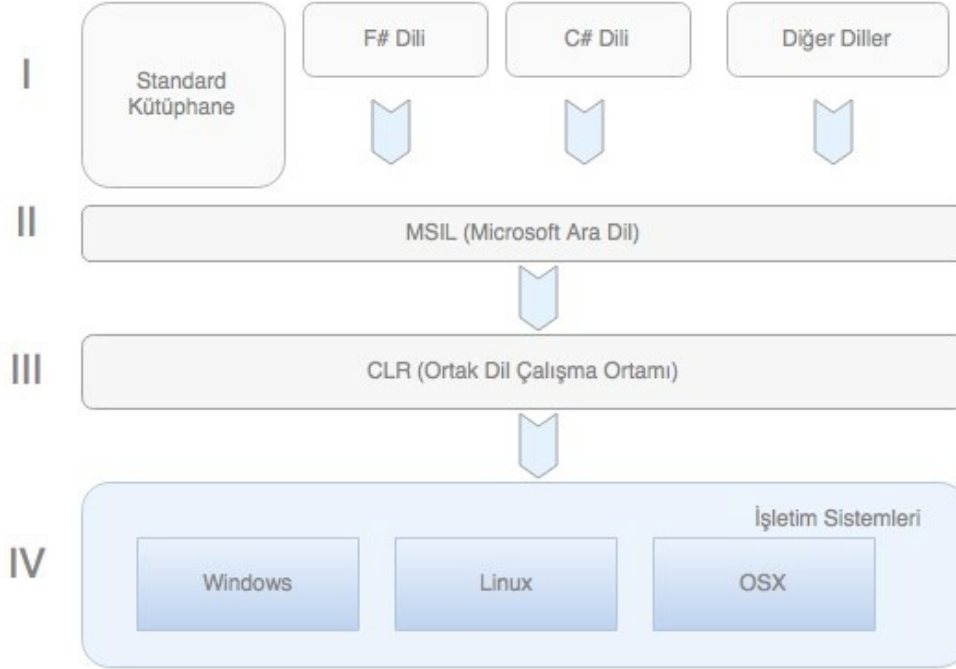 I
Standard
Kütüphane
F# Dili
C# Dili
Diğer Diller
II
MSIL (Microsoft Ara Dil)
III
CLR (Ortak Dil Çalışma Ortamı)
IV
İşletim Sistemleri
Windows
Linux
OSX